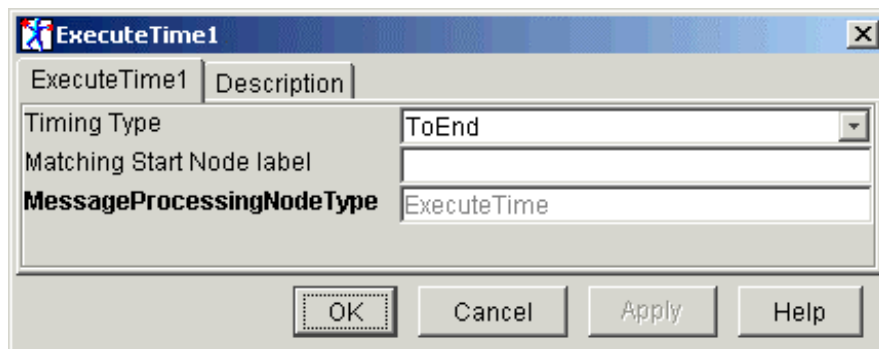 ExecuteTime1
ExecuteTime1 Description
Timing Type ToEnd
Matching Start Node label
MessageProcessingNodeType ExecuteTime
OK Cancel Apply Help